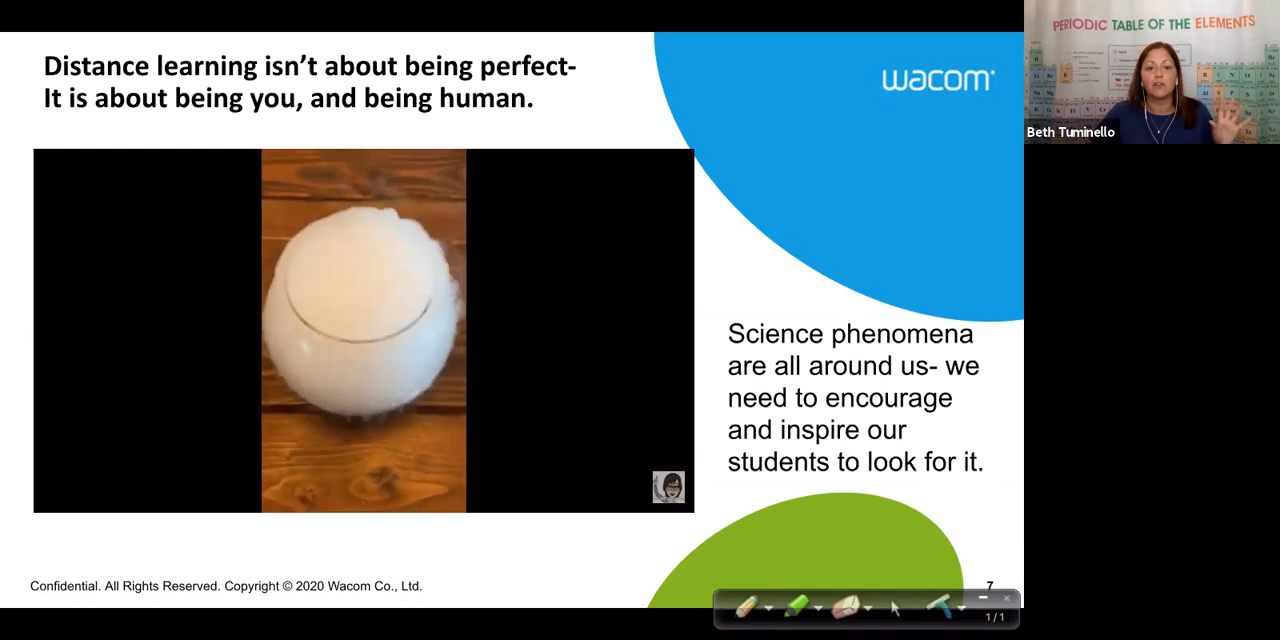 Distance learning isn't about being perfect-
It is about being you, and being human.
wacom
Science phenomena
are all around us- we
need to encourage
and inspire our
students to look for it.
Confidential. All Rights Reserved. Copyright © 2020 Wacom Co., Ltd.
7
1/1
PERIODIC TABLE OF THE ELEMENTS
Beth Tuminello